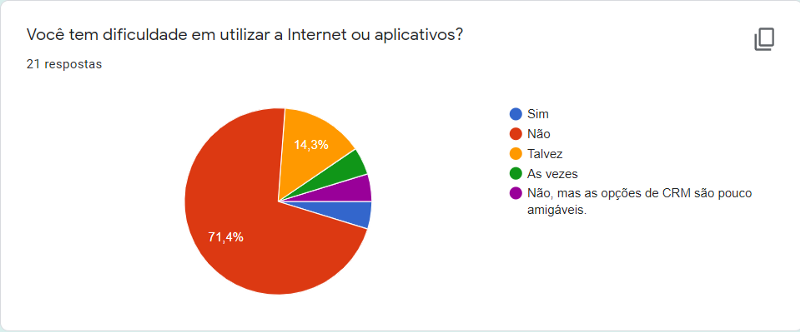 Você tem dificuldade em utilizar a Internet ou aplicativos?
21 respostas
14,3%
71,4%
Sim
Não
Talvez
As vezes
Não, mas as opções de CRM são pouco
amigáveis.